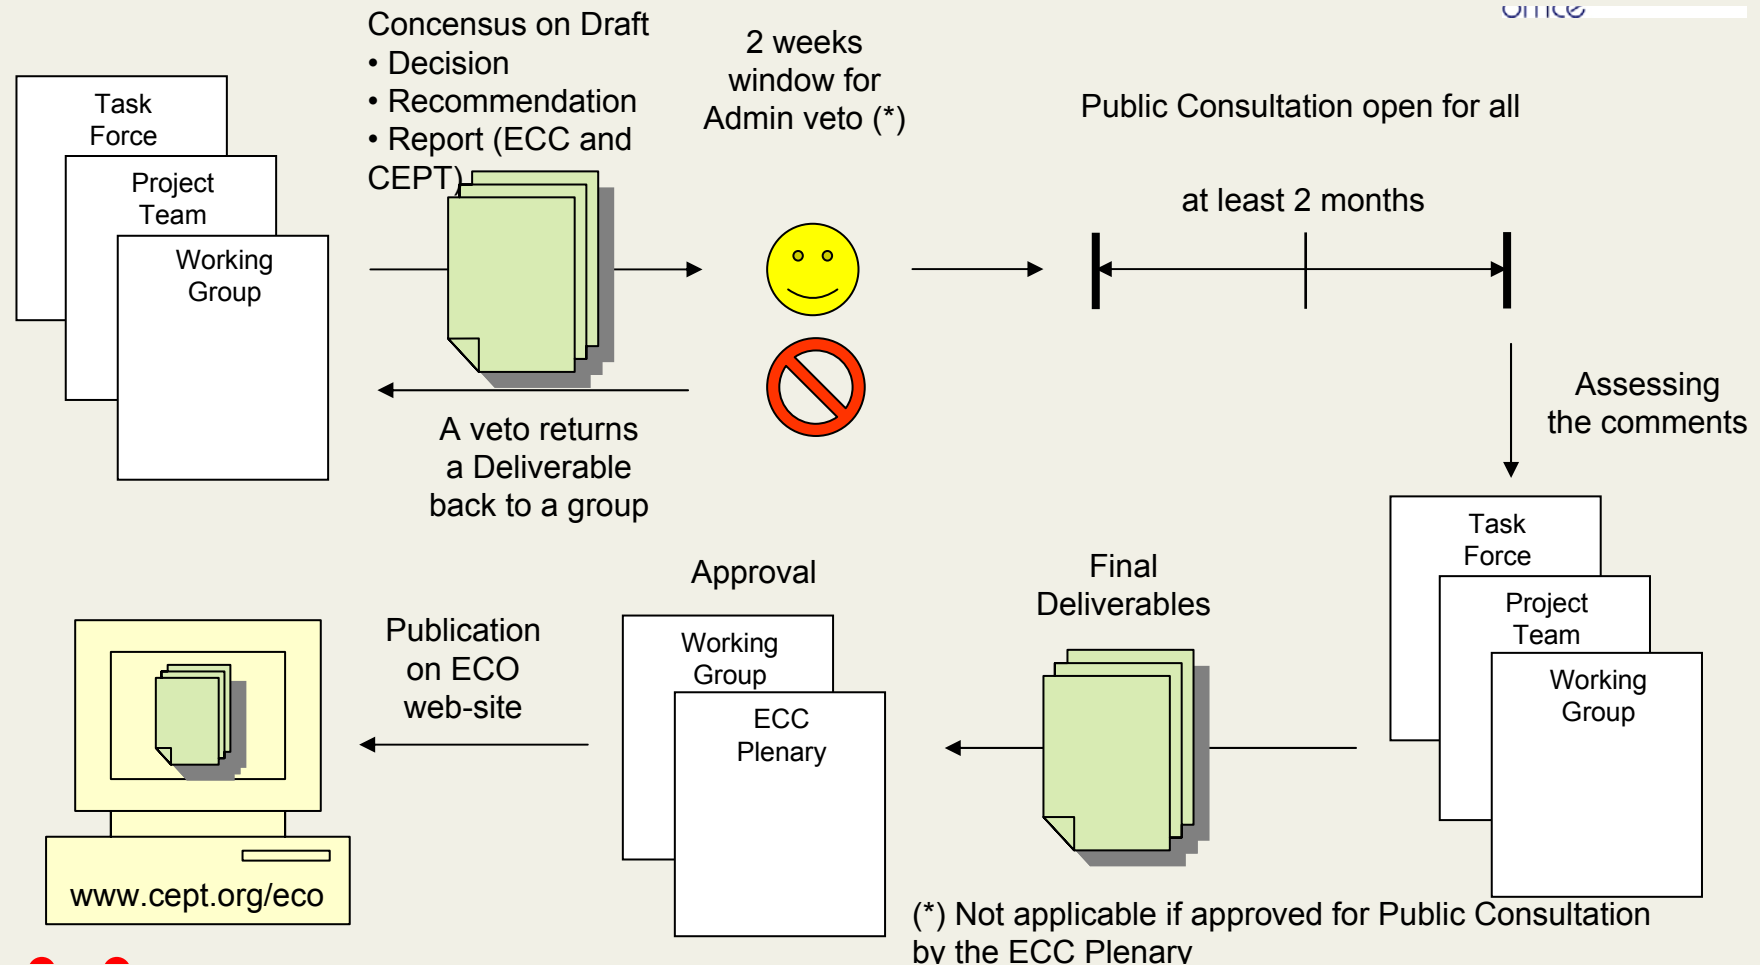 office
Concensus on Draft
• Decision
• Recommendation
• Report (ECC and
CEPT)
2 weeks
window for
Admin veto (*)
Public Consultation open for all
at least 2 months
Task
Force
Project
Team
Working
Group
A veto returns
a Deliverable
back to a group
Assessing
the comments
Task
Force
Project
Team
Working
Group
Final
Deliverables
Approval
Working
Group
ECC
Plenary
Publication
on ECO
web-site
www.cept.org/eco
(*) Not applicable if approved for Public Consultation
by the ECC Plenary